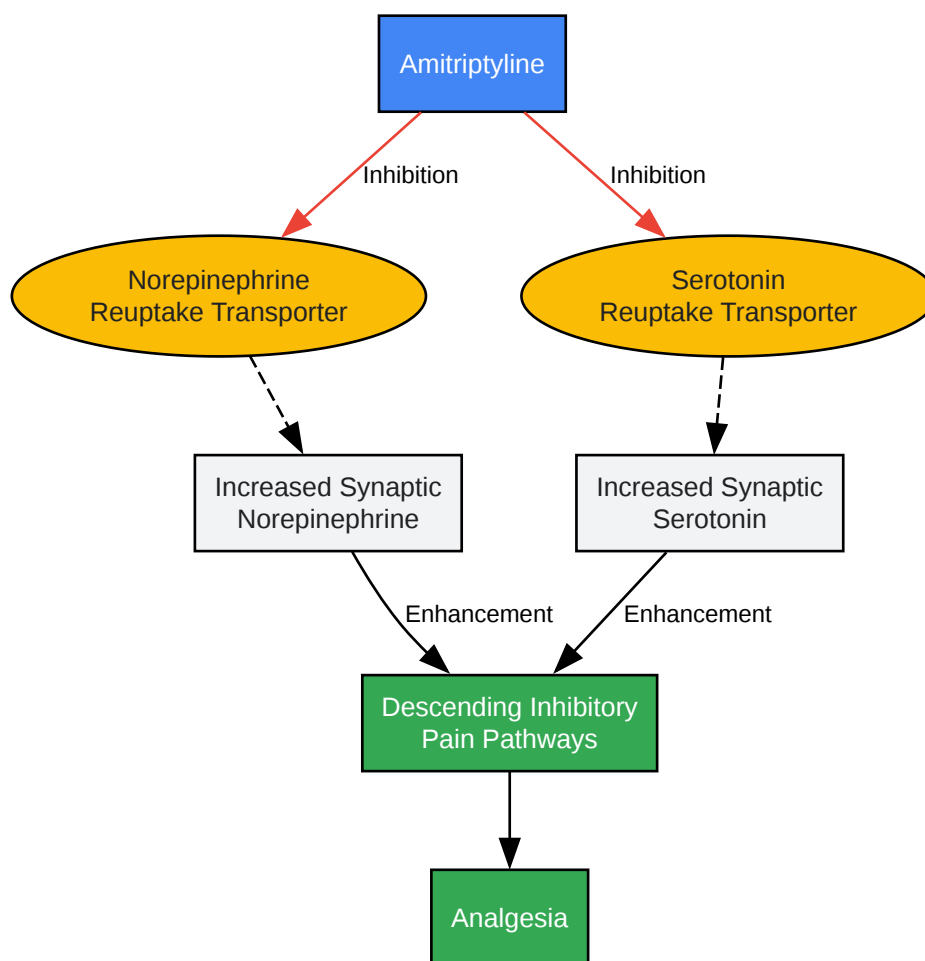 Amitriptyline
Inhibition
Inhibition
Norepinephrine
Reuptake Transporter
Serotonin
Reuptake Transporter
Increased Synaptic
Norepinephrine
Increased Synaptic
Serotonin
Enhancement
Enhancement
Descending Inhibitory
Pain Pathways
Analgesia